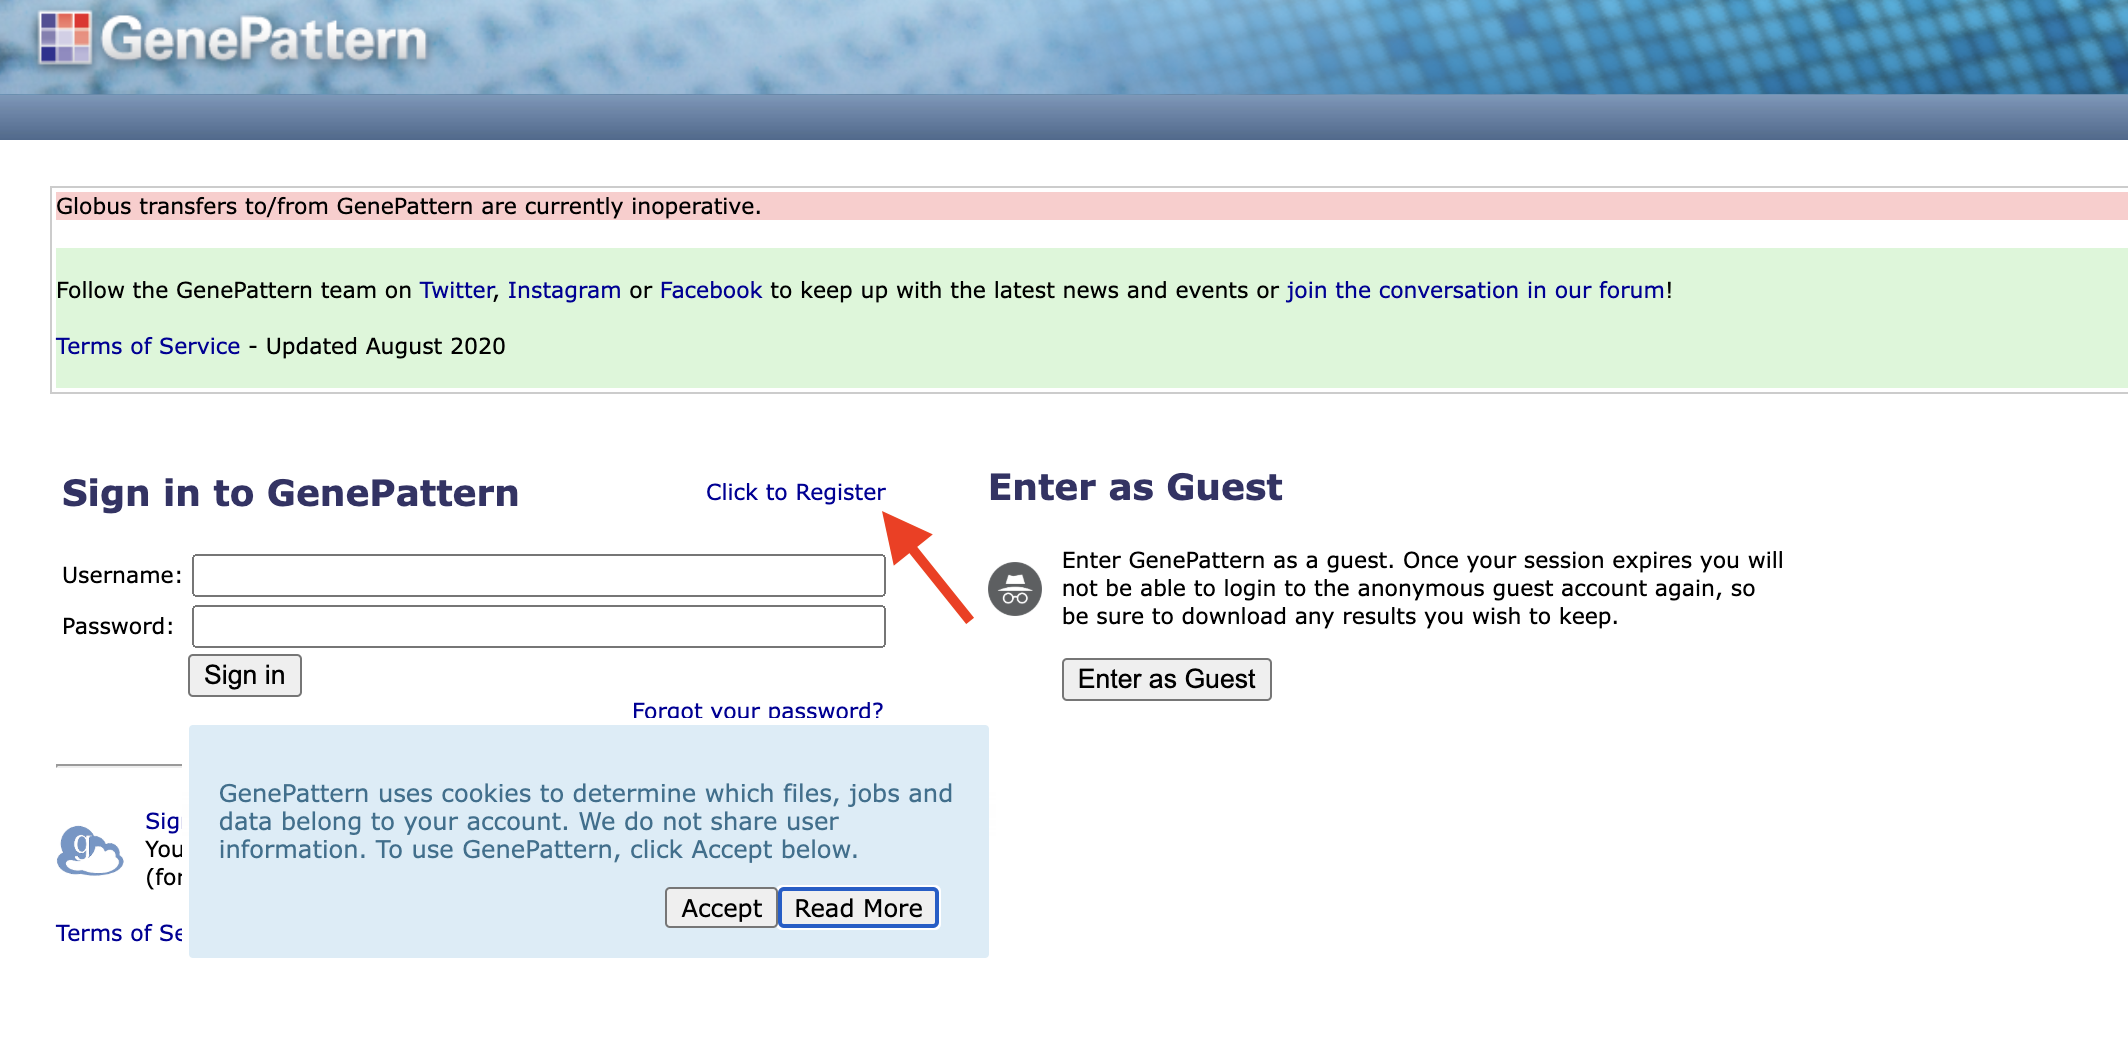 GenePattern
Globus transfers to/from GenePattern are currently inoperative.
Follow the GenePattern team on Twitter, Instagram or Facebook to keep up with the latest news and events or join the conversation in our forum!
Terms of Service - Updated August 2020
Sign in to GenePattern
Click to Register
Username:
Password:
Sign in
Forgot your password?
Enter as Guest
Enter GenePattern as a guest. Once your session expires you will
not be able to login to the anonymous guest account again, so
be sure to download any results you wish to keep.
Enter as Guest
g
Sig
You
(for
Terms of Se
GenePattern uses cookies to determine which files, jobs and
data belong to your account. We do not share user
information. To use GenePattern, click Accept below.
Accept
Read More